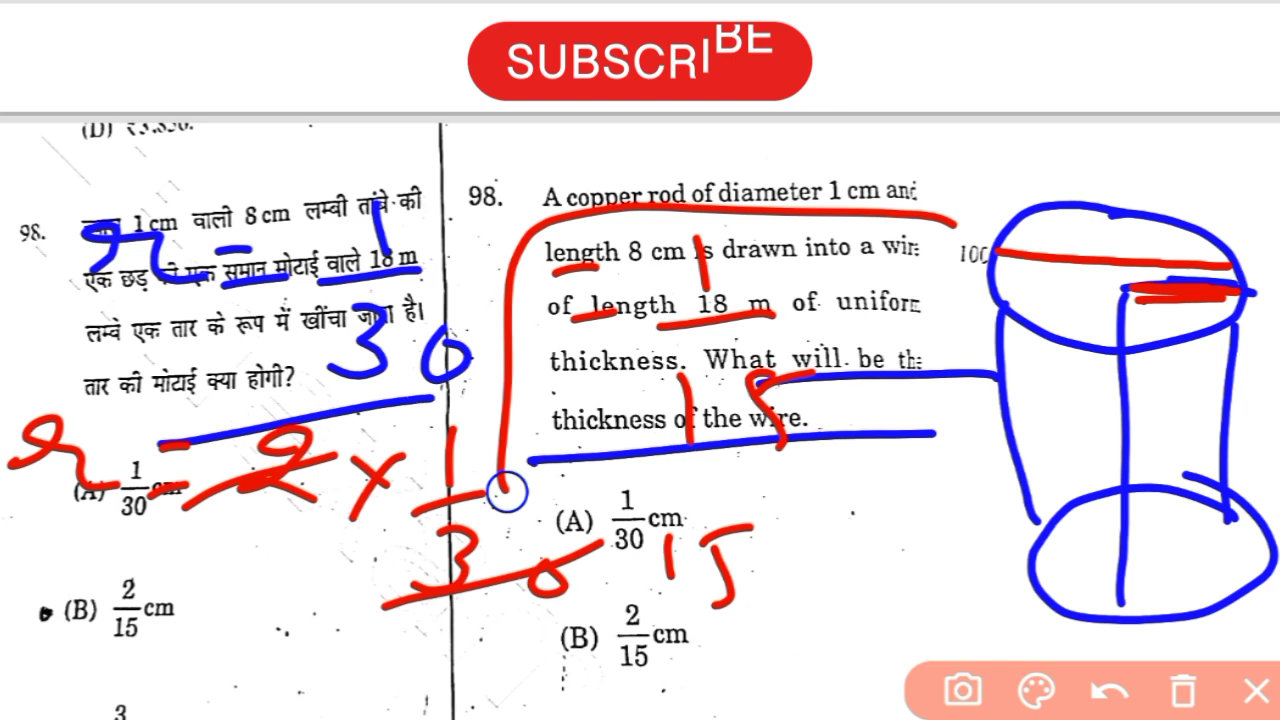 SUBSCRIBE
(D) ₹3,850.
98. 1 cm वाली 8 cm लम्बी तांबे की
एक छड़ को एक समान मोटाई वाले 18 m
लम्बे एक तार के रूप में खींचा जाता है।
तार की मोटाई क्या होगी?
(A) 1/30 cm
(B) 2/15 cm
3
r = 1
30
r = 2 × 1
30
98. A copper rod of diameter 1 cm and
length 8 cm is drawn into a wire
of length 18 m of uniform
thickness. What will be the
thickness of the wire.
(A) 1/30 cm
(B) 2/15 cm
1
15
15
100